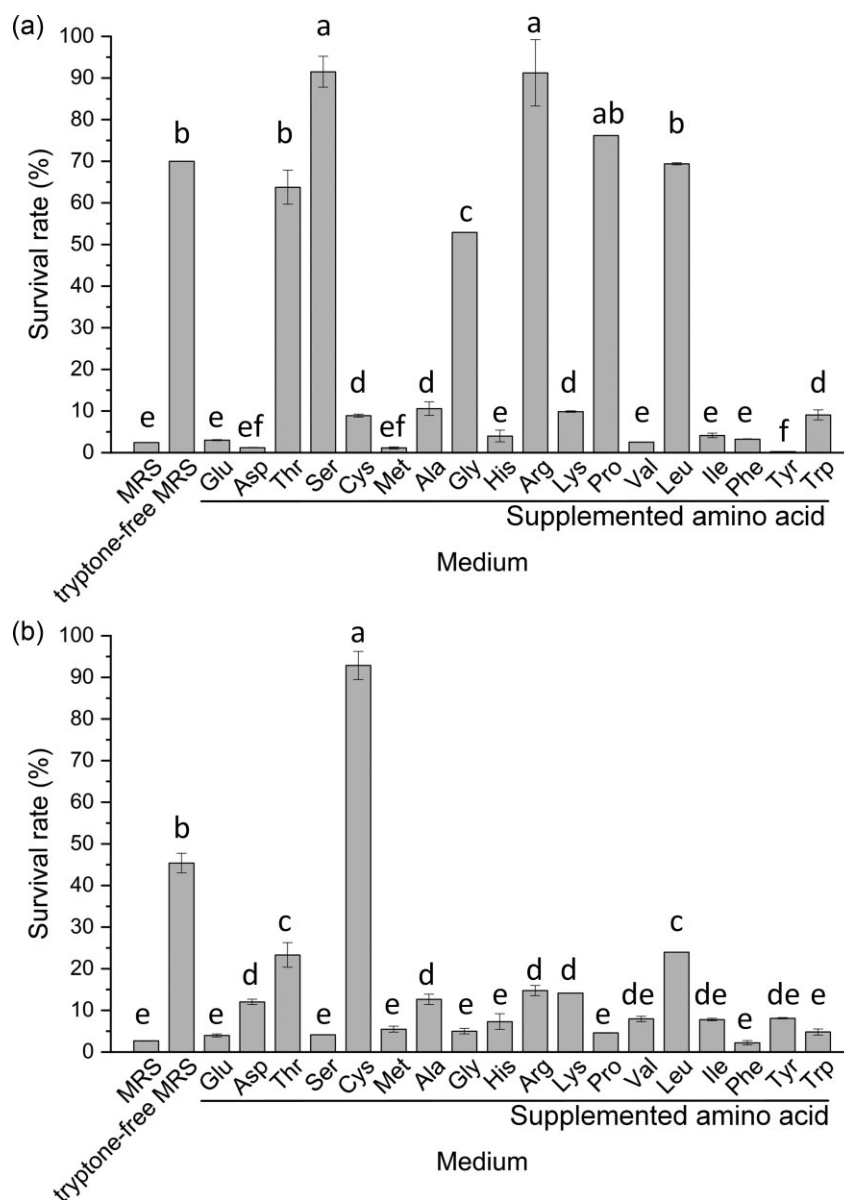 (a)
Survival rate (%)
100
90
80
70
60
50
40
30
20
10
0
e
b
e
ef
b
a
d
ef
d
c
e
a
d
ab
e
b
e
e
f
d
MRS
tryptone-free MRS
Glu
Asp
Thr
Ser
Cys
Met
Ala
Gly
His
Arg
Lys
Pro
Val
Leu
Ile
Phe
Tyr
Trp
Supplemented amino acid
Medium
(b)
Survival rate (%)
100
90
80
70
60
50
40
30
20
10
0
e
b
e
d
c
e
a
e
d
e
e
d
d
e
de
c
de
e
de
e
MRS
tryptone-free MRS
Glu
Asp
Thr
Ser
Cys
Met
Ala
Gly
His
Arg
Lys
Pro
Val
Leu
Ile
Phe
Tyr
Trp
Supplemented amino acid
Medium